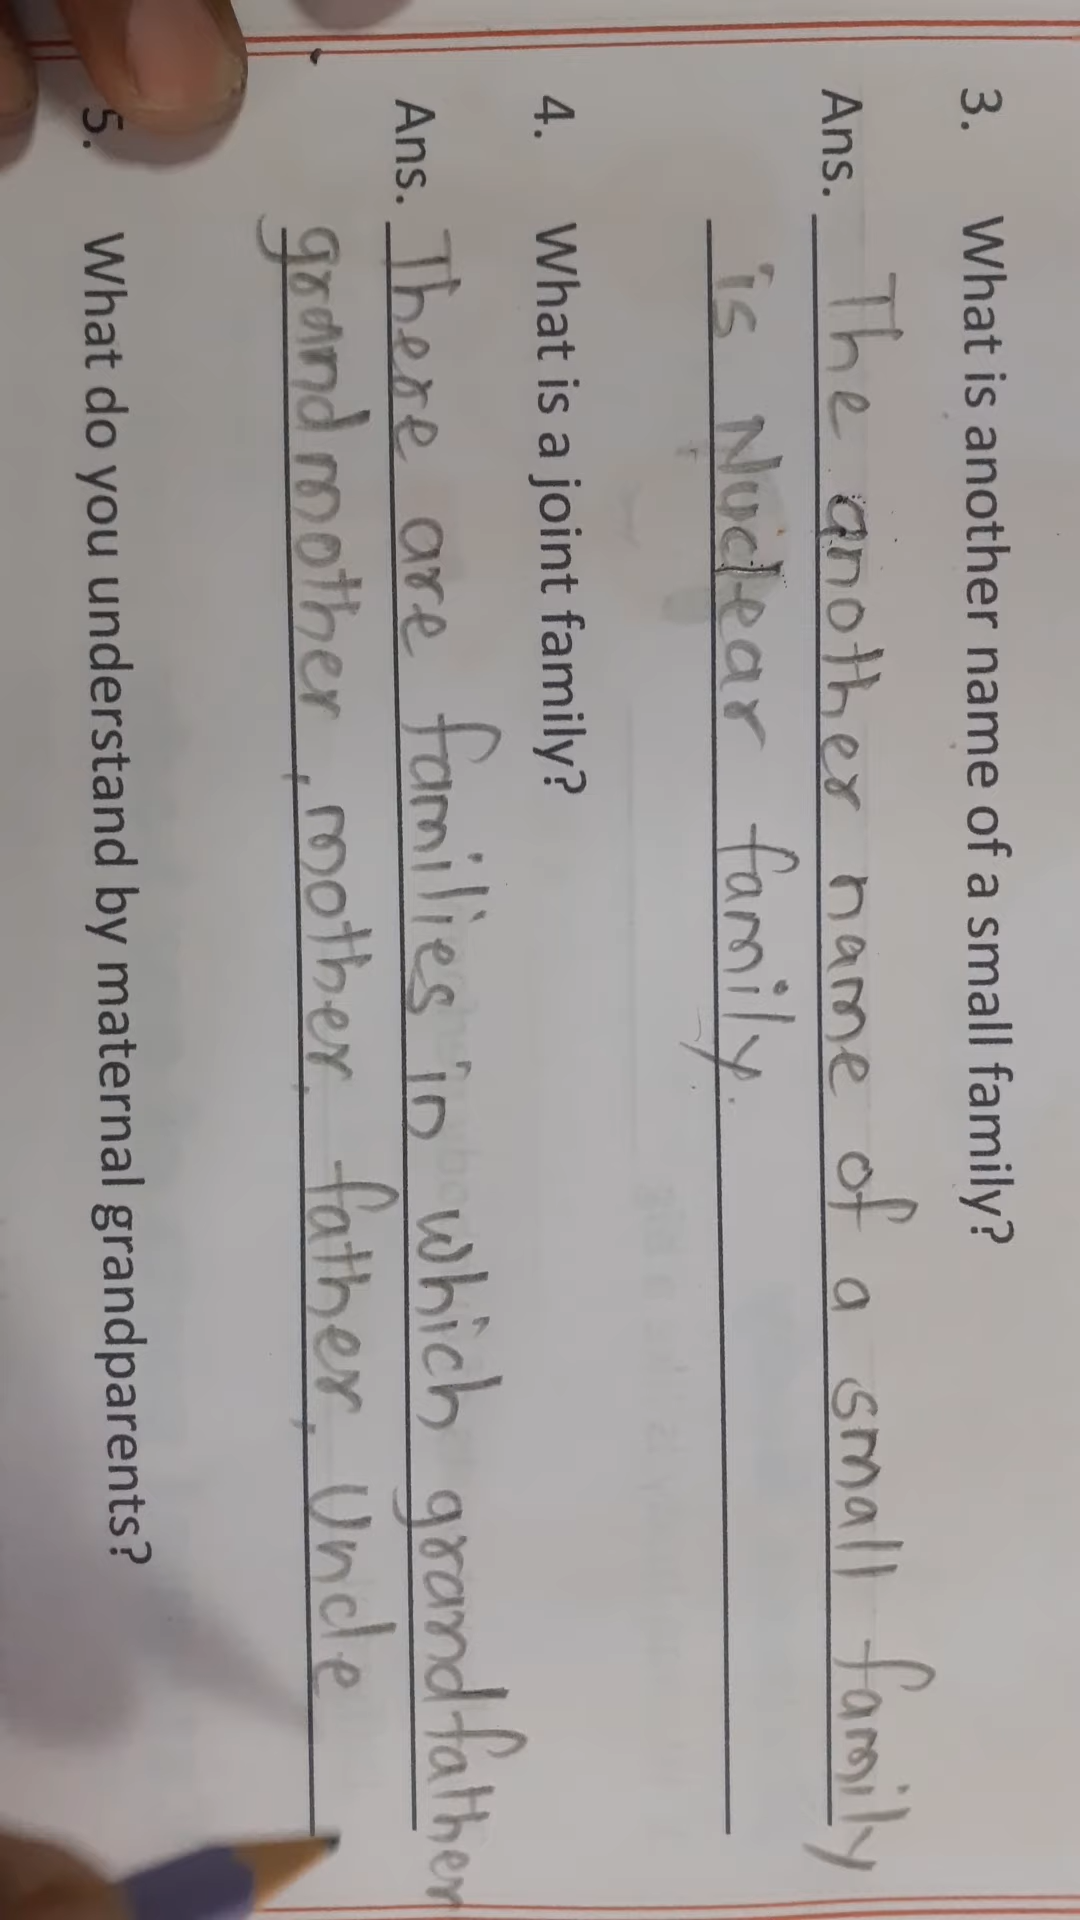 3. What is another name of a small family?
Ans. The another name of a small family
is Nuclear family.
4. What is a joint family?
Ans. There are families in which grandfather
grandmother, mother, father, Uncle
5. What do you understand by maternal grandparents?